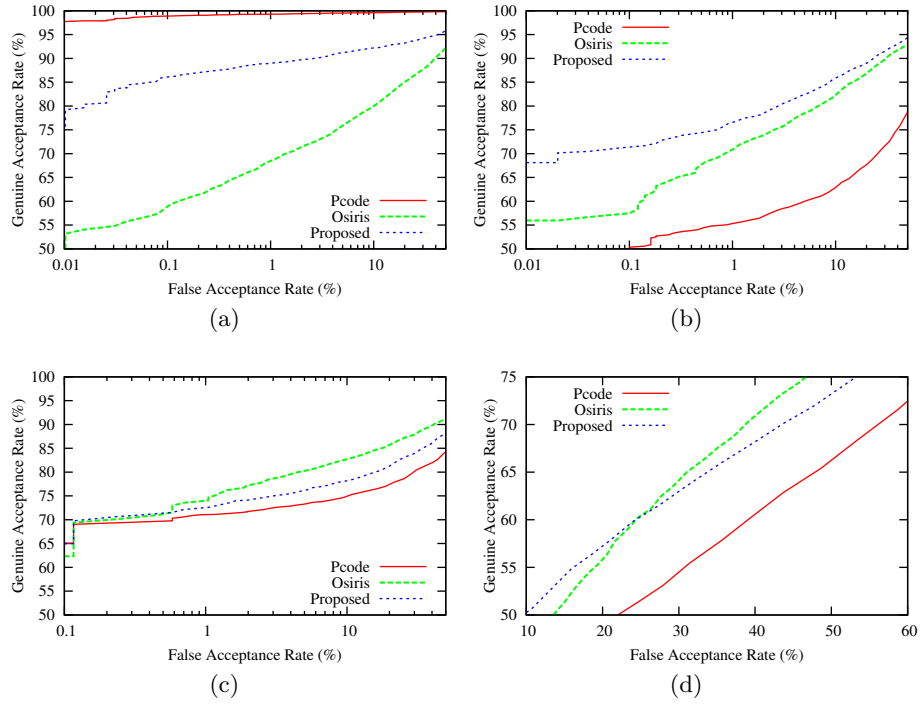 100
95
90
85
80
75
70
65
60
55
50
Genuine Acceptance Rate (%)
0.01 0.1 1 10
False Acceptance Rate (%)
Pcode
Osiris
Proposed
(a)
100
95
90
85
80
75
70
65
60
55
50
Genuine Acceptance Rate (%)
0.01 0.1 1 10
False Acceptance Rate (%)
Pcode
Osiris
Proposed
(b)
100
95
90
85
80
75
70
65
60
55
50
Genuine Acceptance Rate (%)
0.1 1 10
False Acceptance Rate (%)
Pcode
Osiris
Proposed
(c)
75
70
65
60
55
50
Genuine Acceptance Rate (%)
10 20 30 40 50 60
False Acceptance Rate (%)
Pcode
Osiris
Proposed
(d)